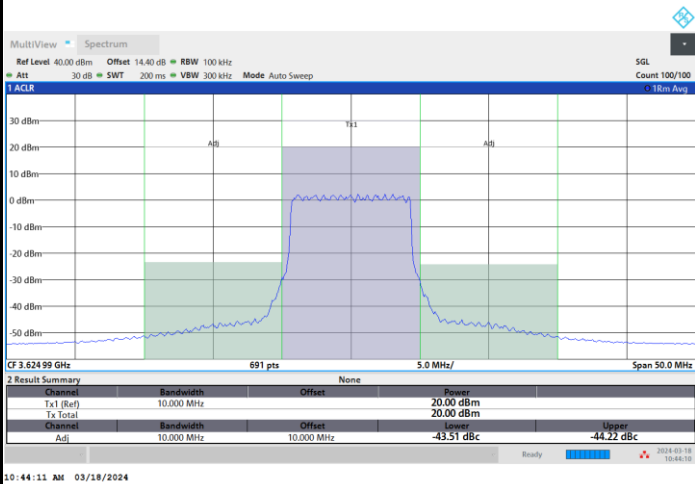 MultiView Spectrum
Ref Level 40.00 dBm Offset 14.40 dB RBW 100 kHz SGL
Att 30 dB SWT 200 ms VBW 300 kHz Mode Auto Sweep Count 100/100
1 ACLR 1Rm Avg
30 dBm
Tx1
20 dBm
Adj Adj
10 dBm
0 dBm
-10 dBm
-20 dBm
-30 dBm
-40 dBm
-50 dBm
CF 3.624 99 GHz 691 pts 5.0 MHz/ Span 50.0 MHz
2 Result Summary None
Channel Bandwidth Offset Power
Tx1 (Ref) 10.000 MHz 20.00 dBm
Tx Total 20.00 dBm
Channel Bandwidth Offset Lower Upper
Adj 10.000 MHz 10.000 MHz -43.51 dBc -44.22 dBc
Ready 2024-03-18
10:44:10
10:44:11 AM 03/18/2024